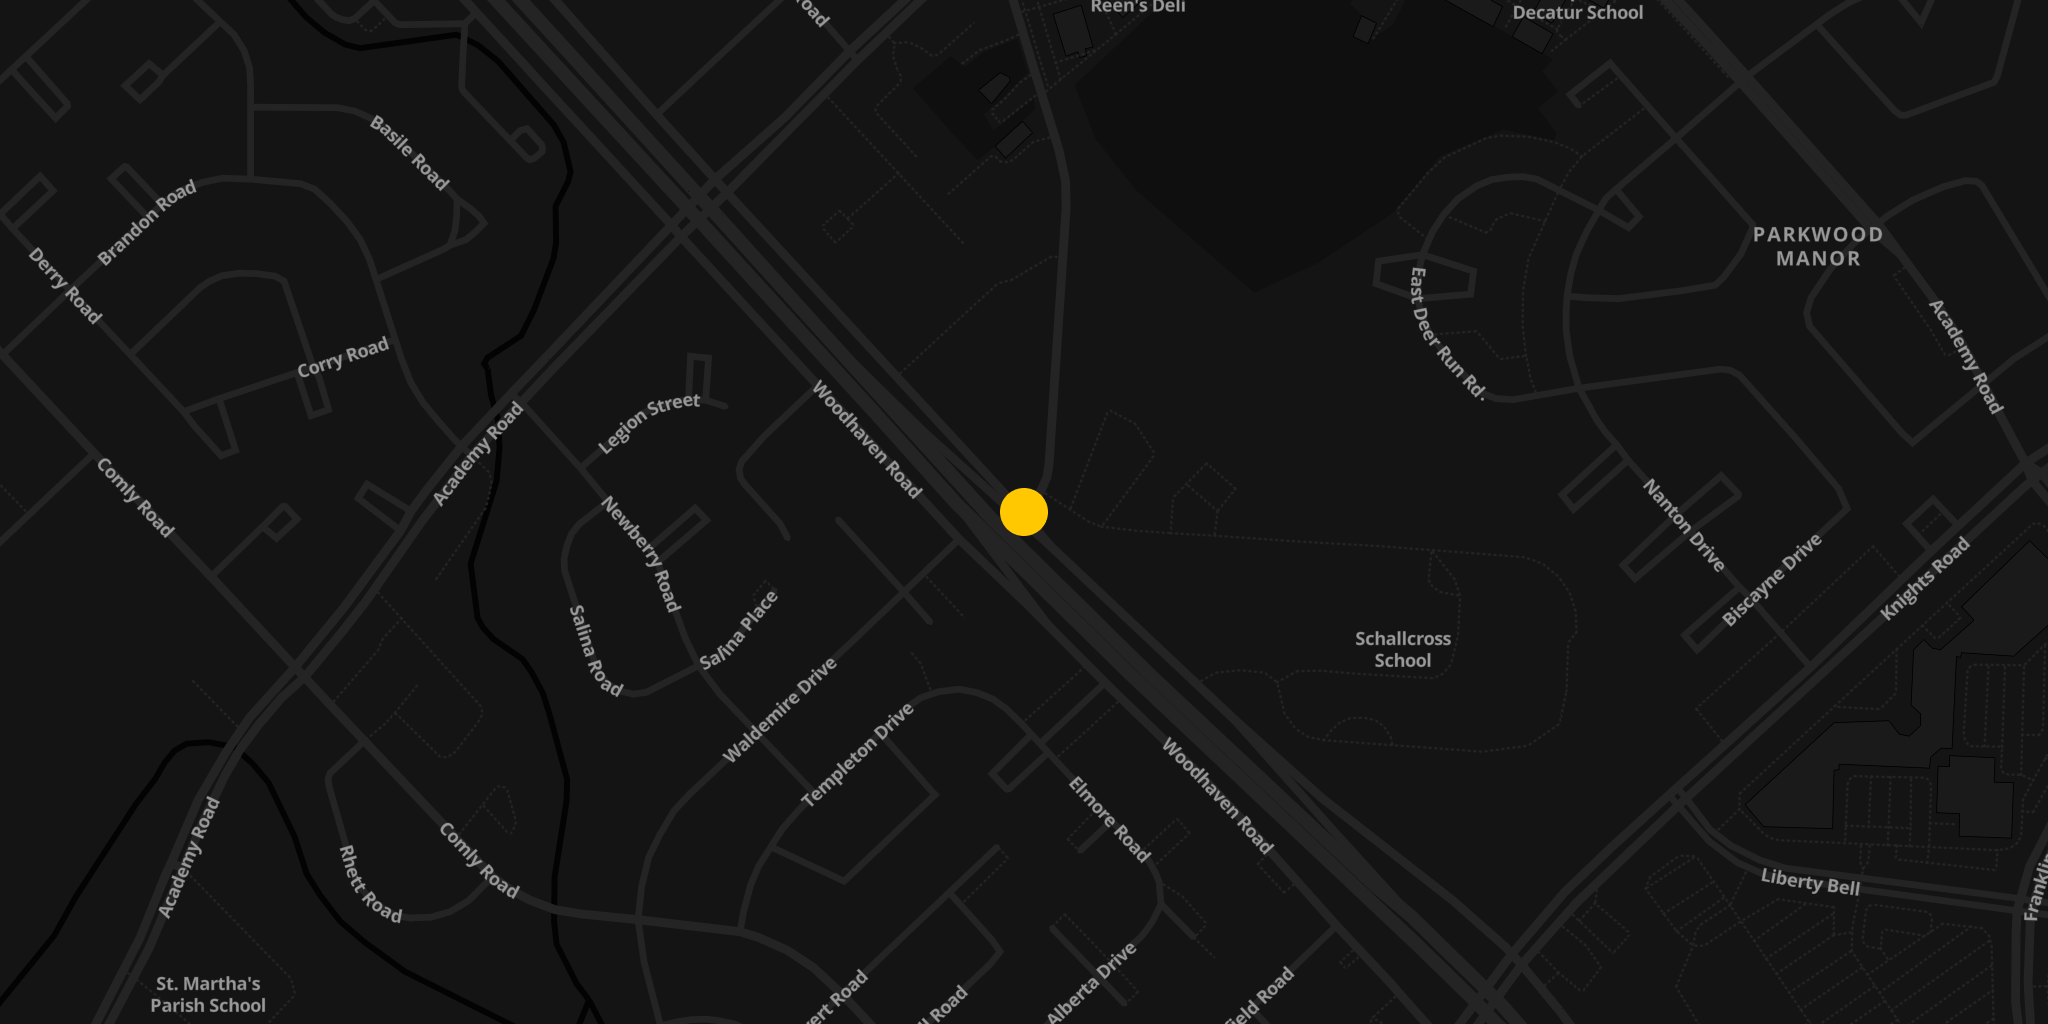 Reen's Deli
Decatur School
Basile Road
Brandon Road
PARKWOOD
MANOR
Derry Road
East Deer Run Rd.
Academy Road
Corry Road
Legion Street
Woodhaven Road
Academy Road
Comly Road
Newberry Road
Nanton Drive
Biscayne Drive
Knights Road
Salina Road
Salina Place
Schallcross
School
Waldemire Drive
Templeton Drive
Woodhaven Road
Elmore Road
Academy Road
Comly Road
Rhett Road
Liberty Bell
Alberta Drive
St. Martha's
Parish School
Road
Road
Road